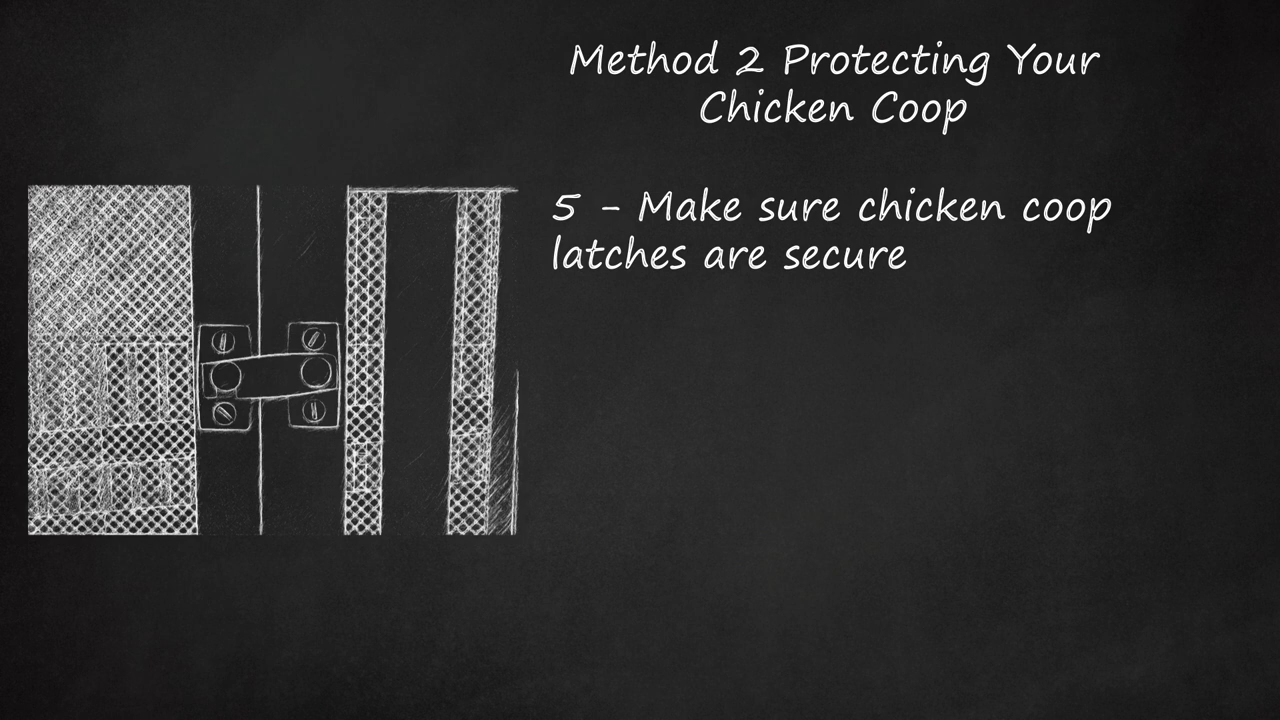 Method 2 Protecting Your
Chicken Coop
5 - Make sure chicken coop
latches are secure